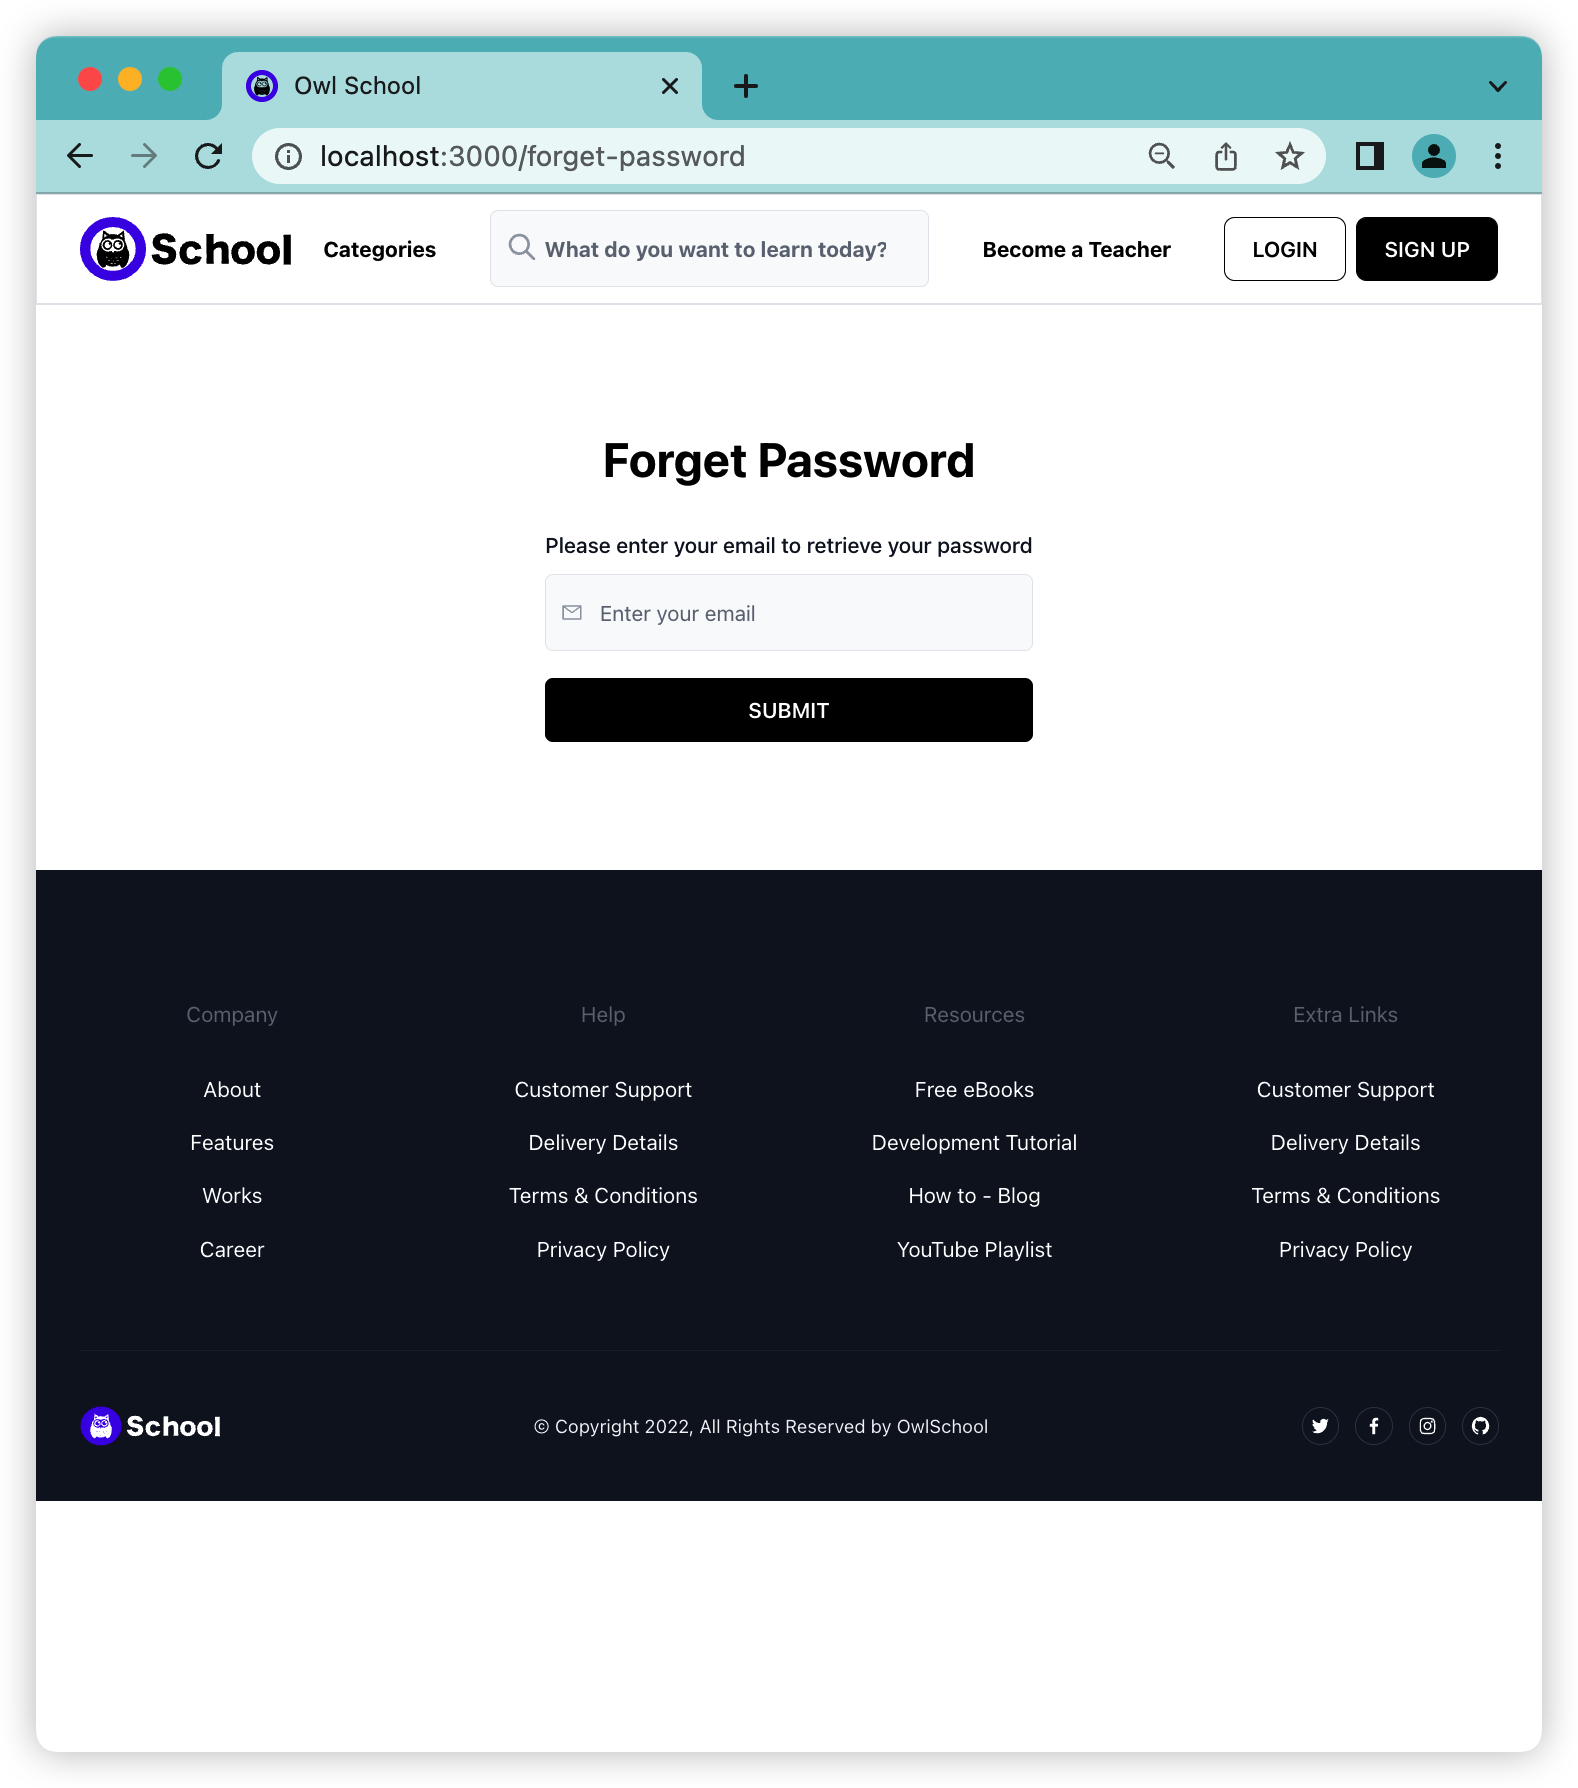 Owl School
localhost:3000/forget-password
School Categories What do you want to learn today? Become a Teacher LOGIN SIGN UP
Forget Password
Please enter your email to retrieve your password
Enter your email
SUBMIT
Company
About
Features
Works
Career
Help
Customer Support
Delivery Details
Terms & Conditions
Privacy Policy
Resources
Free eBooks
Development Tutorial
How to - Blog
YouTube Playlist
Extra Links
Customer Support
Delivery Details
Terms & Conditions
Privacy Policy
School
© Copyright 2022, All Rights Reserved by OwlSchool